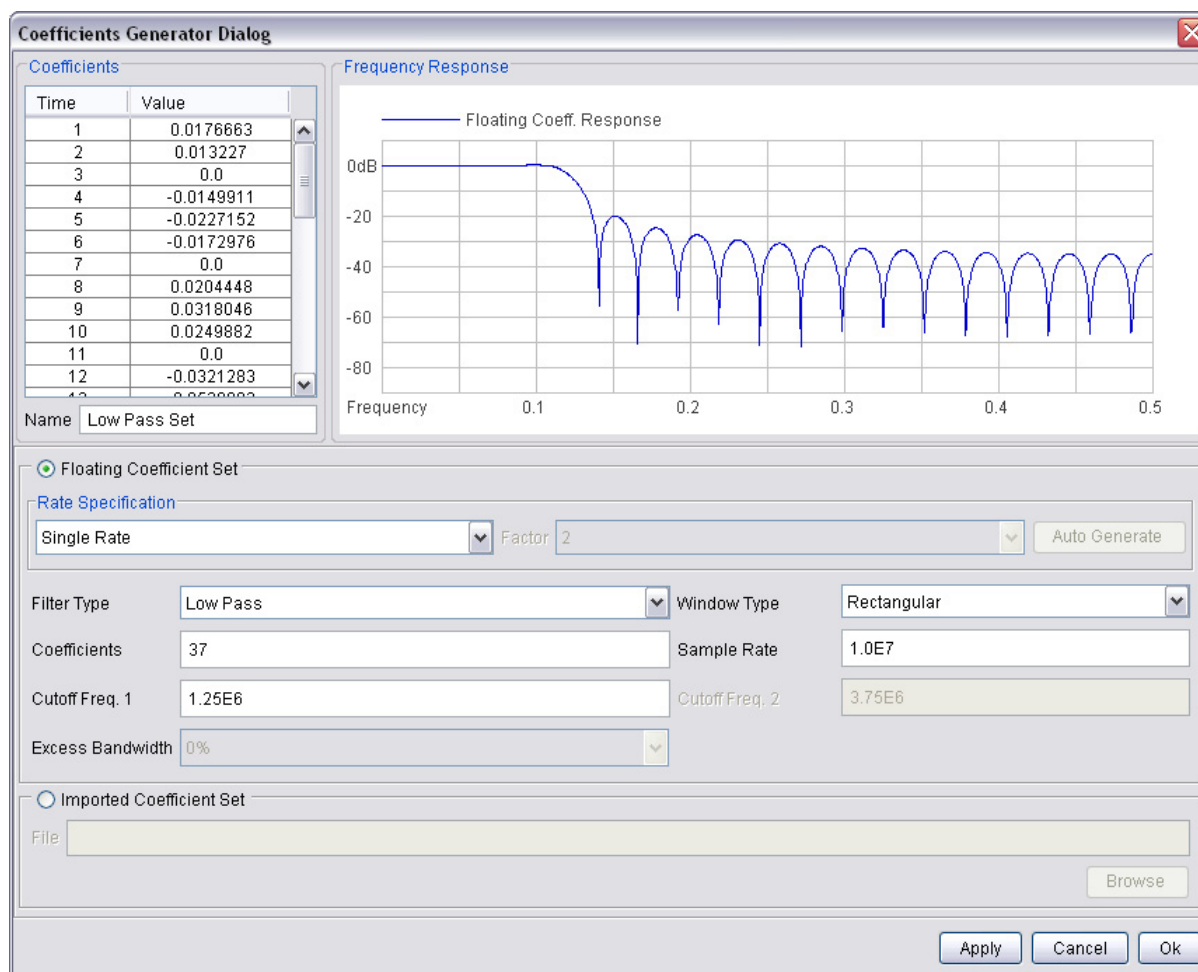 Coefficients Generator Dialog
Coefficients
Time Value
1 0.0176663
2 0.013227
3 0.0
4 -0.0149911
5 -0.0227152
6 -0.0172976
7 0.0
8 0.0204448
9 0.0318046
10 0.0249882
11 0.0
12 -0.0321283
Name Low Pass Set
Frequency Response
Floating Coeff. Response
0dB
-20
-40
-60
-80
Frequency 0.1 0.2 0.3 0.4 0.5
Floating Coefficient Set
Rate Specification
Single Rate Factor 2 Auto Generate
Filter Type Low Pass Window Type Rectangular
Coefficients 37 Sample Rate 1.0E7
Cutoff Freq. 1 1.25E6 Cutoff Freq. 2 3.75E6
Excess Bandwidth 0%
Imported Coefficient Set
File
Browse
Apply Cancel Ok